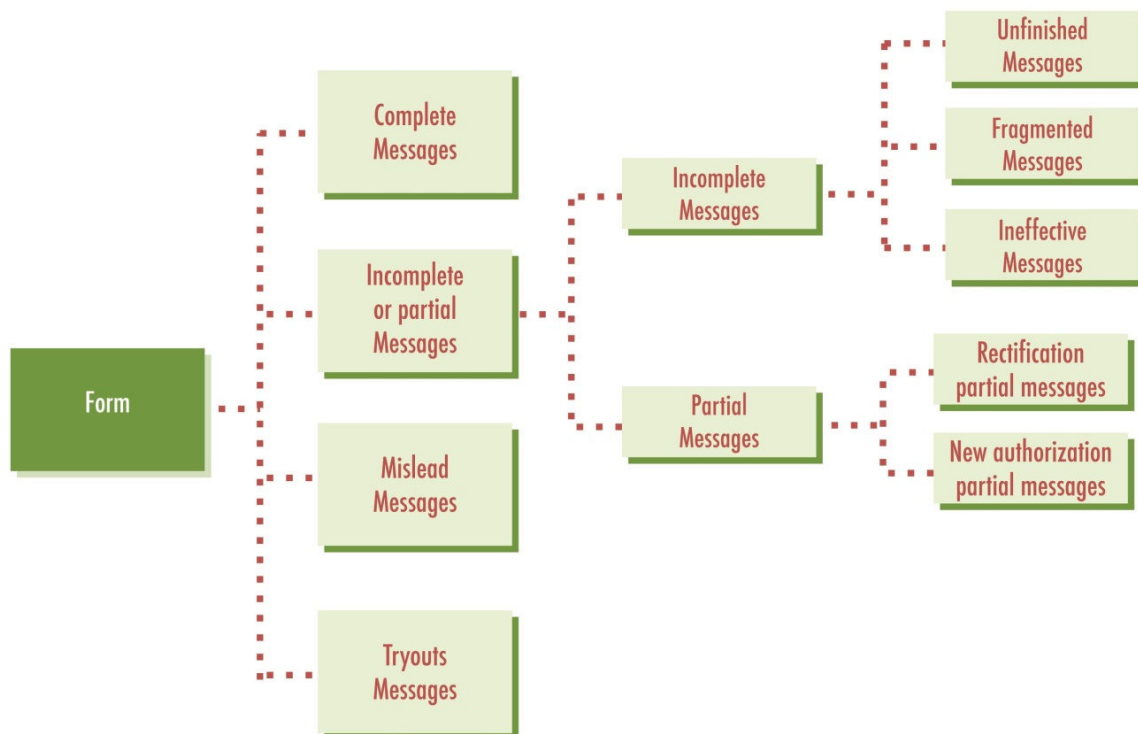 Form
Complete
Messages
Incomplete
or partial
Messages
Mislead
Messages
Tryouts
Messages
Incomplete
Messages
Partial
Messages
Unfinished
Messages
Fragmented
Messages
Ineffective
Messages
Rectification
partial messages
New authorization
partial messages